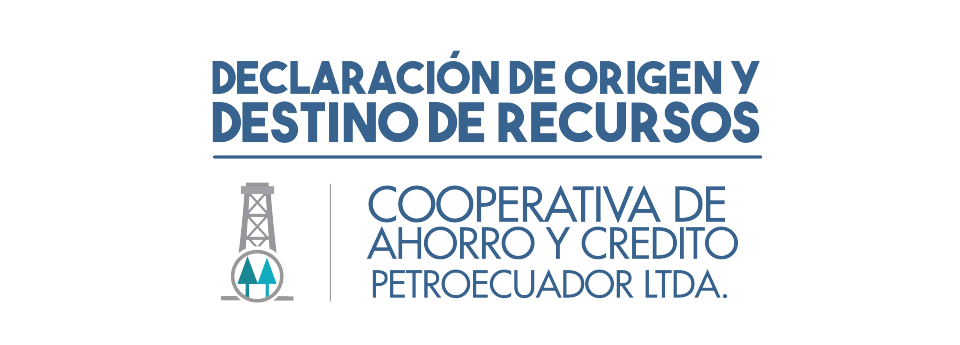 DECLARACIÓN DE ORIGEN Y
DESTINO DE RECURSOS
COOPERATIVA DE
AHORRO Y CREDITO
PETROECUADOR LTDA.